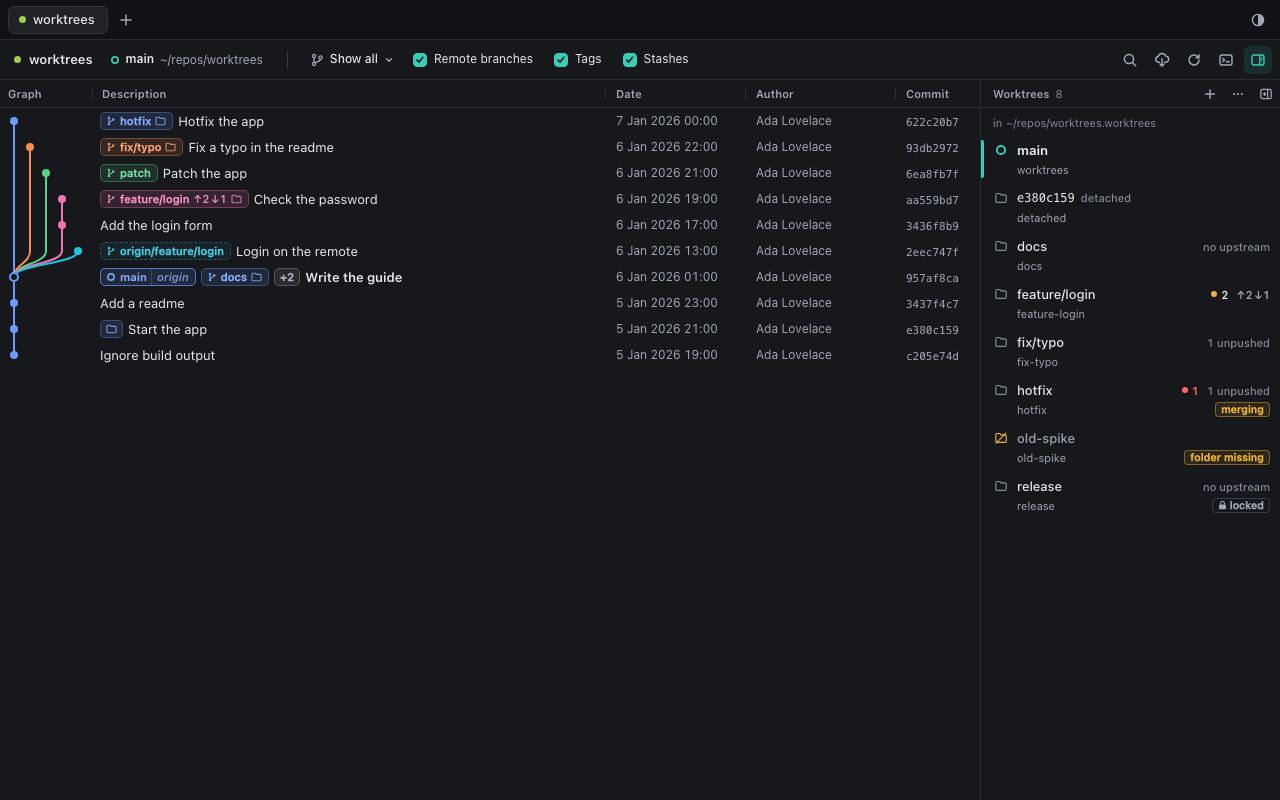 worktrees
worktrees main ~/repos/worktrees Show all Remote branches Tags Stashes
Graph Description Date Author Commit
hotfix Hotfix the app 7 Jan 2026 00:00 Ada Lovelace 622c20b7
fix/typo Fix a typo in the readme 6 Jan 2026 22:00 Ada Lovelace 93db2972
patch Patch the app 6 Jan 2026 21:00 Ada Lovelace 6ea8fb7f
feature/login ↑2↓1 Check the password 6 Jan 2026 19:00 Ada Lovelace aa559bd7
Add the login form 6 Jan 2026 17:00 Ada Lovelace 3436f8b9
origin/feature/login Login on the remote 6 Jan 2026 13:00 Ada Lovelace 2eec747f
main origin docs +2 Write the guide 6 Jan 2026 01:00 Ada Lovelace 957af8ca
Add a readme 5 Jan 2026 23:00 Ada Lovelace 3437f4c7
Start the app 5 Jan 2026 21:00 Ada Lovelace e380c159
Ignore build output 5 Jan 2026 19:00 Ada Lovelace c205e74d
Worktrees 8
in ~/repos/worktrees.worktrees
main
worktrees
e380c159 detached
detached
docs no upstream
docs
feature/login 2 ↑2↓1
feature-login
fix/typo 1 unpushed
fix-typo
hotfix 1 1 unpushed
hotfix merging
old-spike
old-spike folder missing
release no upstream
release locked